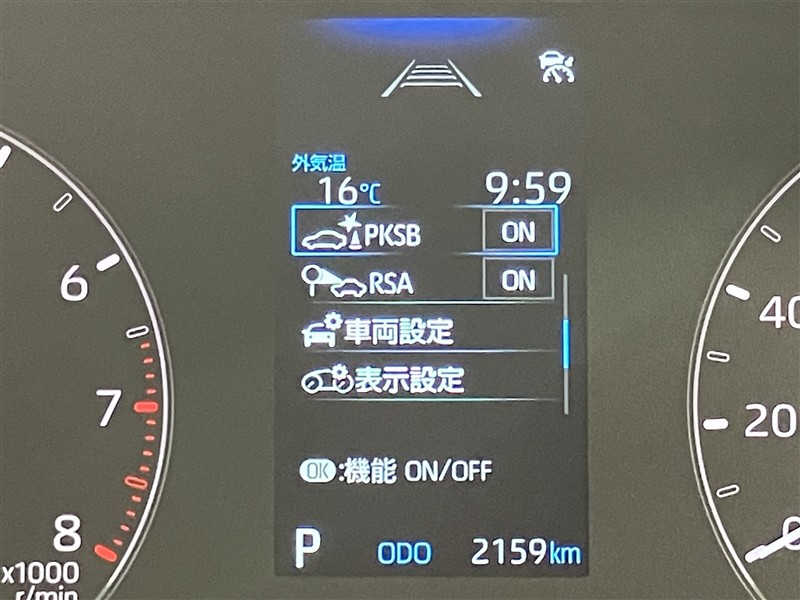 外気温
16℃ 9:59
PKSB ON
RSA ON
車両設定
表示設定
OK:機能 ON/OFF
P ODO 2159km
6
7
8
x1000
r/min
40
20
0